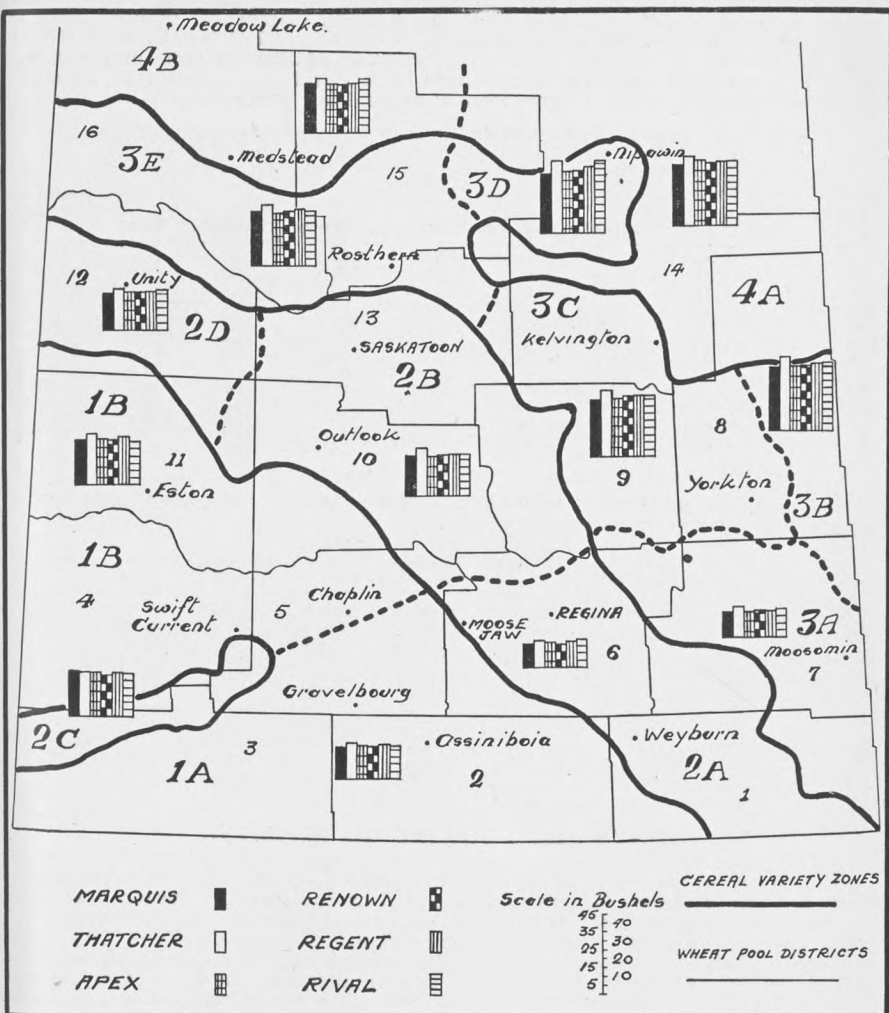 Meadow Lake.
4B
16
3E
Medstead
15
3D
Nipawin
12
Unity
2D
Rosthern
13
SASKATOON
2B
3C
Kelvington
14
4A
1B
11
Eston
Outlook
10
9
8
Yorkton
3B
1B
4
Swift Current
5
Chaplin
MOOSE JAW
REGINA
6
3A
Moosomin
7
Gravelbourg
2C
1A
3
Assiniboia
2
Weyburn
2A
1
MARQUIS
RENOWN
THATCHER
REGENT
APEX
RIVAL
Scale in Bushels
45
40
35
30
25
20
15
10
5
CEREAL VARIETY ZONES
WHEAT POOL DISTRICTS